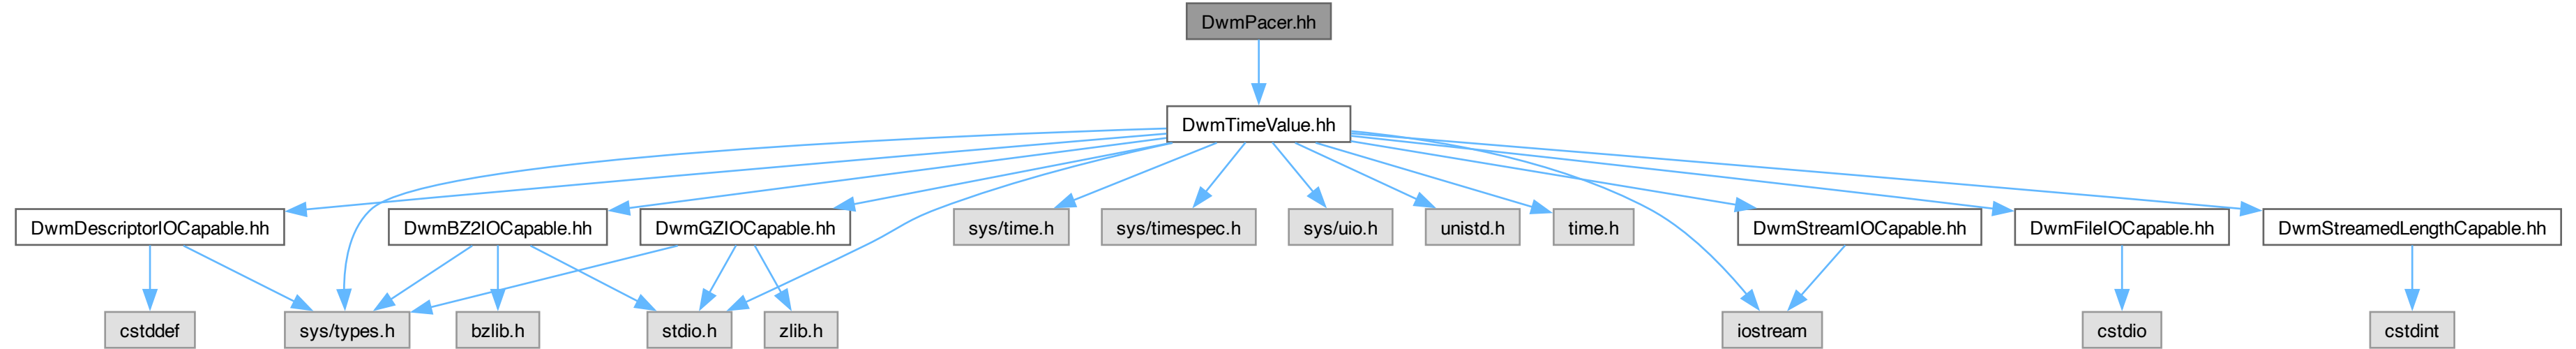 DwmPacer.hh
DwmTimeValue.hh
DwmDescriptorIOCapable.hh
DwmBZ2IOCapable.hh
DwmGZIOCapable.hh
sys/time.h
sys/timespec.h
sys/uio.h
unistd.h
time.h
DwmStreamIOCapable.hh
DwmFileIOCapable.hh
DwmStreamedLengthCapable.hh
cstddef
sys/types.h
bzlib.h
stdio.h
zlib.h
iostream
cstdio
cstdint